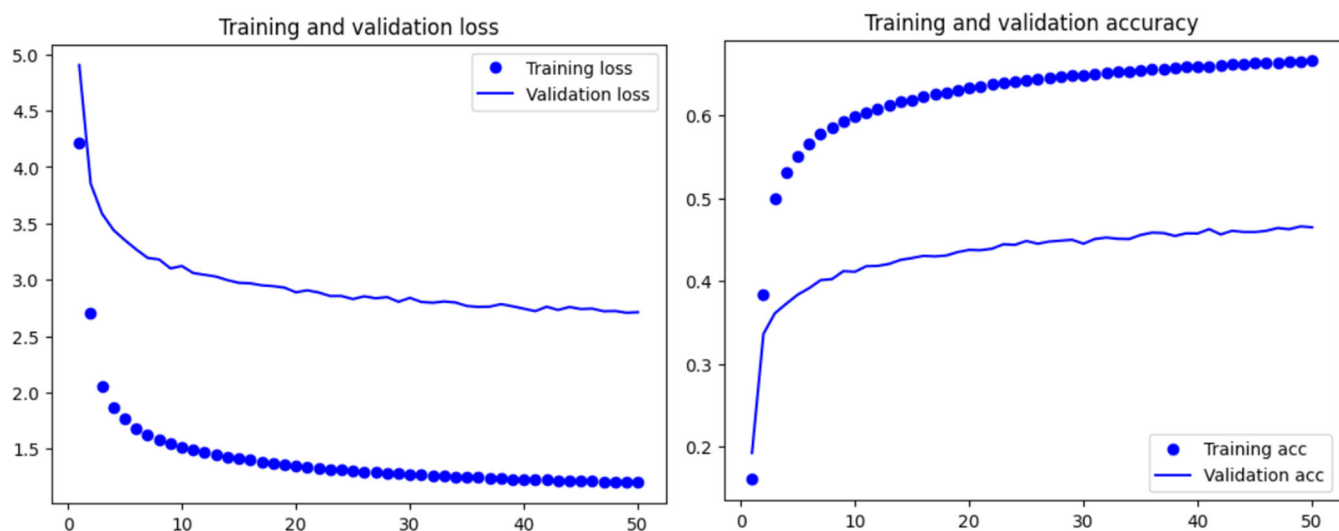 Training and validation loss
5.0
4.5
4.0
3.5
3.0
2.5
2.0
1.5
0 10 20 30 40 50
Training loss
Validation loss
Training and validation accuracy
0.6
0.5
0.4
0.3
0.2
0 10 20 30 40 50
Training acc
Validation acc